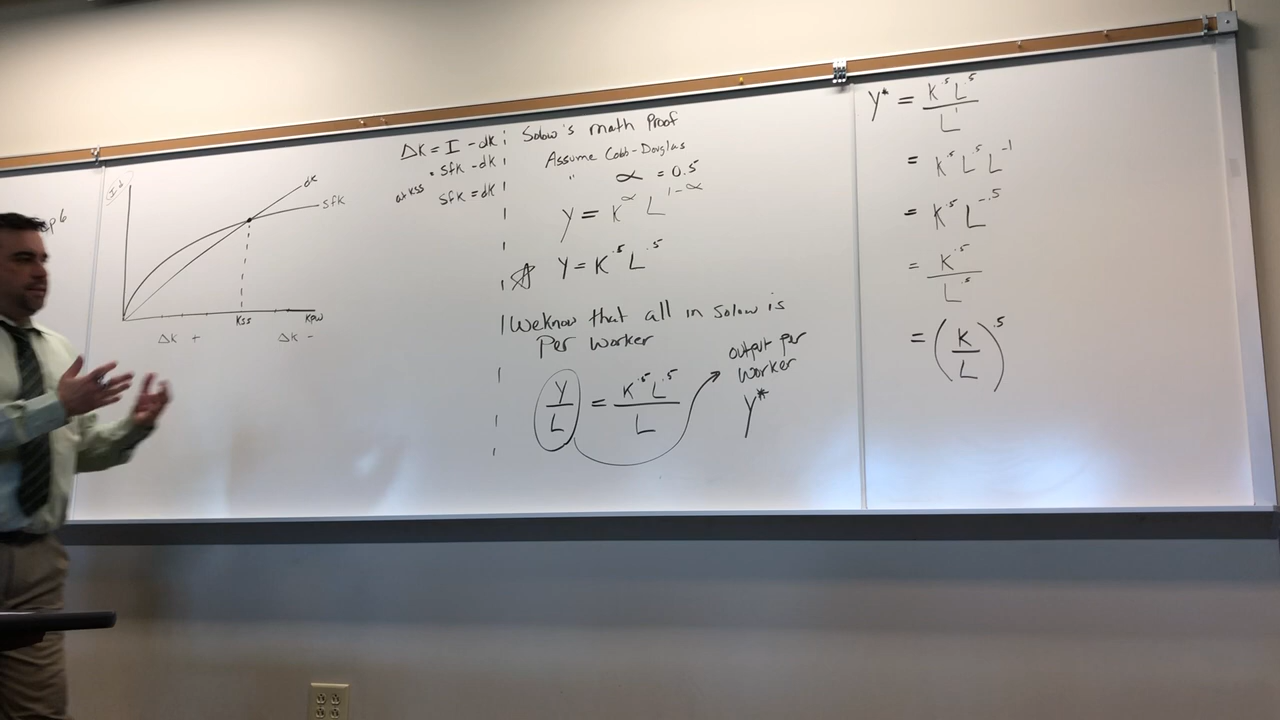 p 6
I,d
dK
sfK
Kss
Kpw
ΔK +
ΔK -
ΔK = I - dK
= sfK - dK
at Kss sfK = dK
Solow's math Proof
Assume Cobb-Douglas
" α = 0.5
Y = K^α L^(1-α)
Y = K^.5 L^.5
We know that all in Solow is
Per Worker
Y/L = K^.5 L^.5 / L
output per
worker
Y*
Y* = K^.5 L^.5 / L^1
= K^.5 L^.5 L^-1
= K^.5 L^-.5
= K^.5 / L^.5
= (K/L)^.5